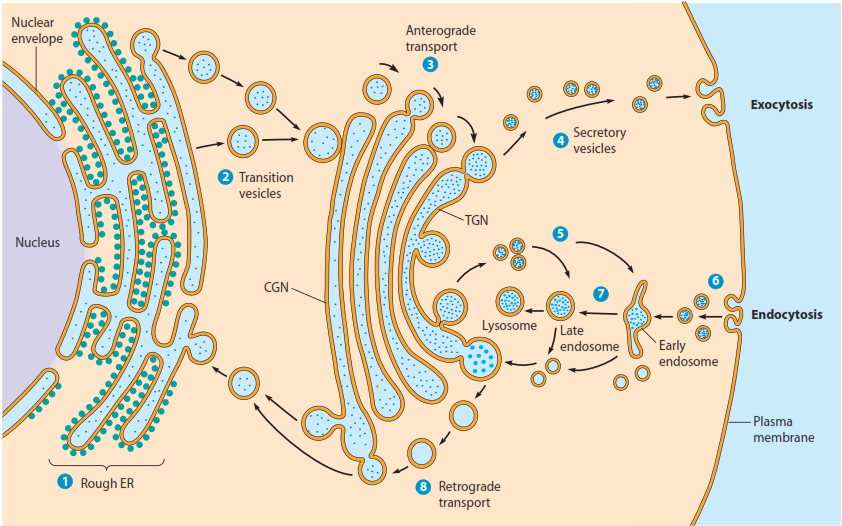 Nuclear
envelope
Anterograde
transport
3
Exocytosis
4 Secretory
vesicles
2 Transition
vesicles
TGN
Nucleus
5
6
CGN
7
Lysosome
Late
endosome
Early
endosome
Endocytosis
Plasma
membrane
1 Rough ER
8 Retrograde
transport